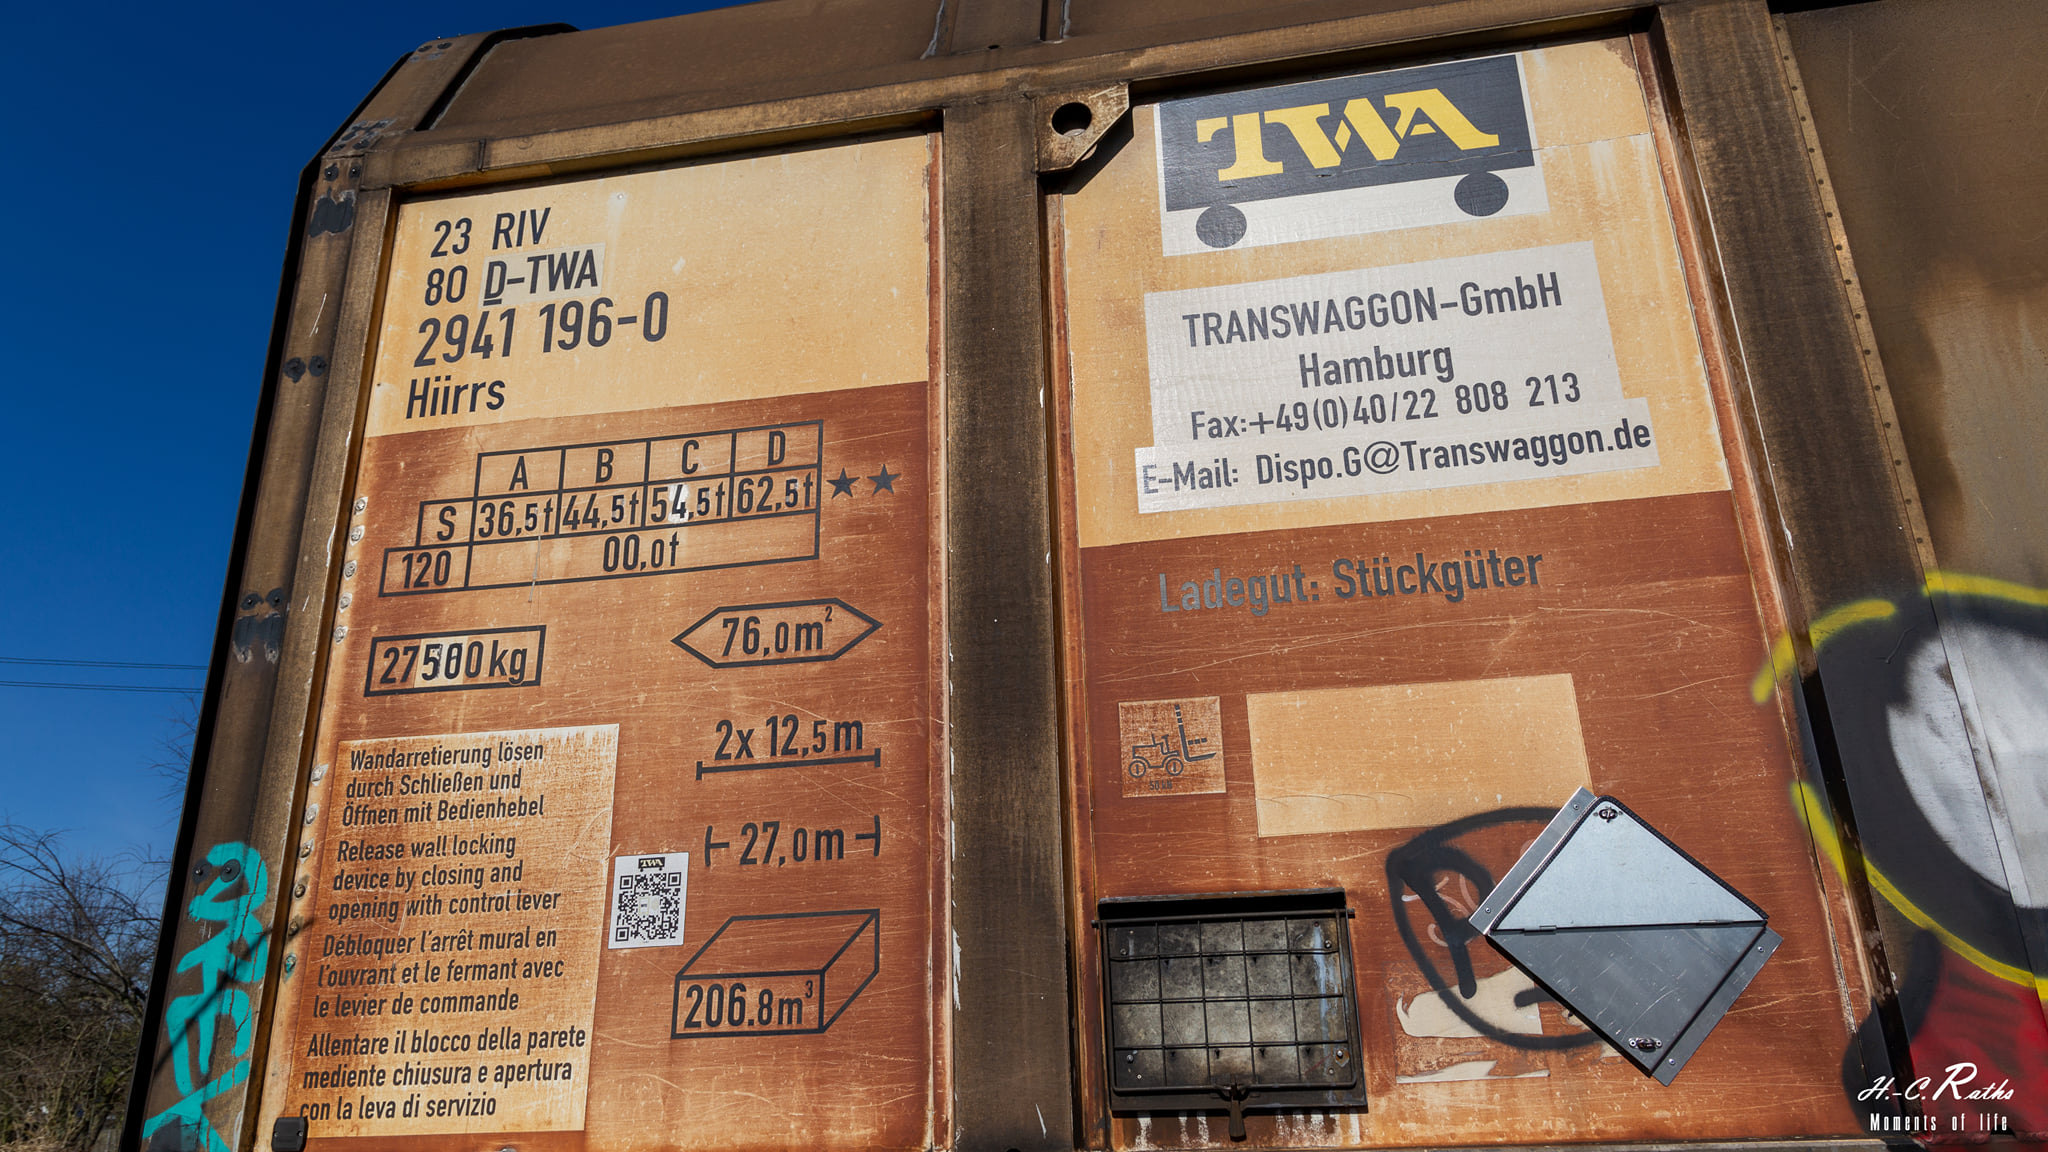 23 RIV
80 D-TWA
2941 196-0
Hiirrs
A B C D
S 36,5t 44,5t 54,5t 62,5t ★★
120 00,0t
76,0m²
27500kg
2x 12,5m
27,0m
206.8m³
Wandarretierung lösen
durch Schließen und
Öffnen mit Bedienhebel
Release wall locking
device by closing and
opening with control lever
Débloquer l'arrêt mural en
l'ouvrant et le fermant avec
le levier de commande
Allentare il blocco della parete
mediente chiusura e apertura
con la leva di servizio
TWA
TWA
TRANSWAGGON-GmbH
Hamburg
Fax:+49(0)40/22 808 213
E-Mail: Dispo.G@Transwaggon.de
Ladegut: Stückgüter
H.-C. Raths
Moments of life